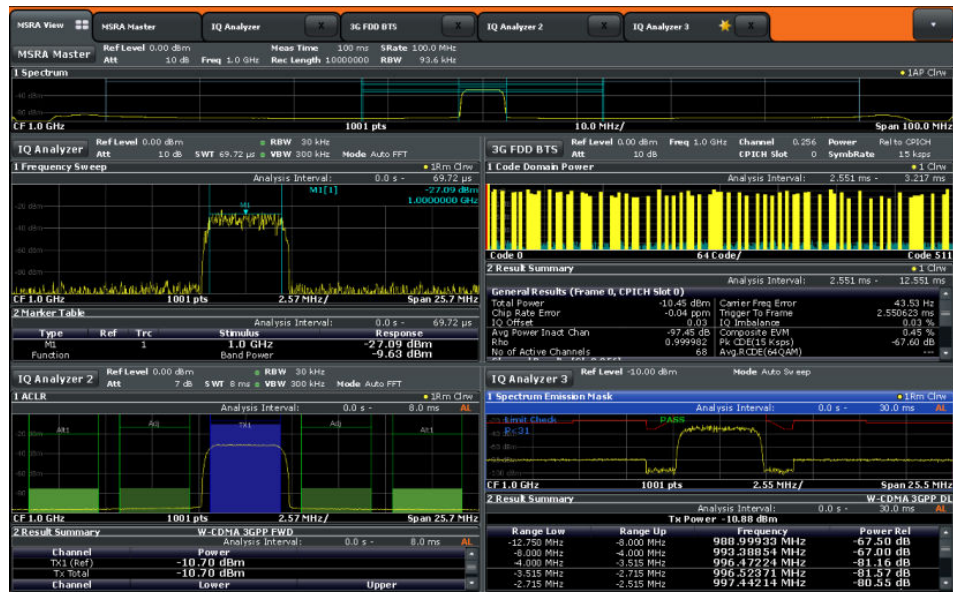 MSRA View MSRA Master IQ Analyzer X 3G FDD BTS X IQ Analyzer 2 X IQ Analyzer 3 X
MSRA Master Ref Level 0.00 dBm Meas Time 100 ms SRate 100.0 MHz
Att 10 dB Freq 1.0 GHz Rec Length 10000000 RBW 93.6 kHz
1 Spectrum 1AP Clrw
-40 dBm
CF 1.0 GHz 1001 pts 10.0 MHz/ Span 100.0 MHz
IQ Analyzer Ref Level 0.00 dBm RBW 30 kHz
Att 10 dB SWT 69.72 µs VBW 300 kHz Mode Auto FFT
1 Frequency Sweep 1Rm Clrw
Analysis Interval: 0.0 s - 69.72 µs
M1[1] -27.09 dBm
1.0000000 GHz
M1
-20 dBm
-40 dBm
-60 dBm
-80 dBm
CF 1.0 GHz 1001 pts 2.57 MHz/ Span 25.7 MHz
2 Marker Table
Analysis Interval: 0.0 s - 69.72 µs
Type Ref Trc Stimulus Response
M1 1 1.0 GHz -27.09 dBm
Function Band Power -9.63 dBm
3G FDD BTS Ref Level 0.00 dBm Freq 1.0 GHz Channel 0.256 Power Rel to CPICH
Att 10 dB CPICH Slot 0 SymbRate 15 ksps
1 Code Domain Power 1 Clrw
Analysis Interval: 2.551 ms - 3.217 ms
Code 0 64 Code/ Code 511
2 Result Summary 1 Clrw
Analysis Interval: 2.551 ms - 12.551 ms
General Results (Frame 0, CPICH Slot 0)
Total Power -10.45 dBm Carrier Freq Error 43.53 Hz
Chip Rate Error -0.04 ppm Trigger To Frame 2.550623 ms
IQ Offset 0.03 IQ Imbalance 0.03 %
Avg Power Inact Chan -97.45 dB Composite EVM 0.45 %
Rho 0.999982 Pk CDE(15 Ksps) -67.60 dB
No of Active Channels 68 Avg.RCDE(64QAM) ---
IQ Analyzer 2 Ref Level 0.00 dBm RBW 30 kHz
Att 7 dB SWT 8 ms VBW 300 kHz Mode Auto FFT
1 ACLR 1Rm Clrw
Analysis Interval: 0.0 s - 8.0 ms AL
Alt1 Adj TX1 Adj Alt1
-20 dBm
-60 dBm
CF 1.0 GHz 1001 pts 2.57 MHz/ Span 25.7 MHz
2 Result Summary W-CDMA 3GPP FWD
Analysis Interval: 0.0 s - 8.0 ms AL
Channel Power
TX1 (Ref) -10.70 dBm
Tx Total -10.70 dBm
Channel Lower Upper
IQ Analyzer 3 Ref Level -10.00 dBm Mode Auto Sweep
1 Spectrum Emission Mask 1Rm Clrw
Analysis Interval: 0.0 s - 30.0 ms AL
Limit Check PASS
P<31
CF 1.0 GHz 1001 pts 2.55 MHz/ Span 25.5 MHz
2 Result Summary W-CDMA 3GPP DL
Analysis Interval: 0.0 s - 30.0 ms AL
Tx Power -10.88 dBm
Range Low Range Up Frequency Power Rel
-12.750 MHz -8.000 MHz 988.99933 MHz -67.50 dB
-8.000 MHz -4.000 MHz 993.38854 MHz -67.00 dB
-4.000 MHz -3.515 MHz 996.47224 MHz -81.16 dB
-3.515 MHz -2.715 MHz 996.52371 MHz -81.57 dB
-2.715 MHz -2.515 MHz 997.44214 MHz -80.55 dB